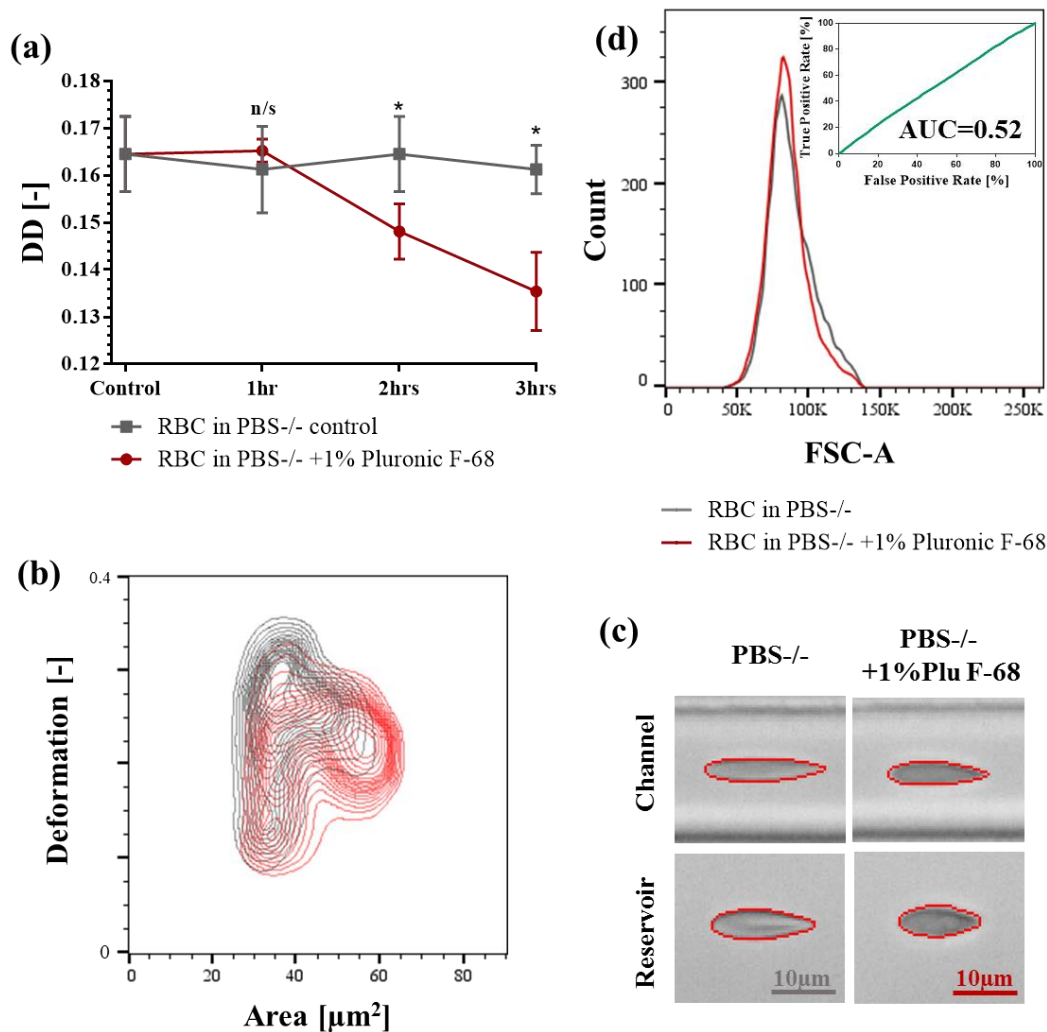 (a)
DD [-]
0.18
0.17
0.16
0.15
0.14
0.13
0.12
n/s
*
*
Control 1hr 2hrs 3hrs
RBC in PBS-/- control
RBC in PBS-/- +1% Pluronic F-68
(d)
Count
300
200
100
0
0 50K 100K 150K 200K 250K
FSC-A
True Positive Rate [%]
100
80
60
40
20
0
AUC=0.52
0 20 40 60 80 100
False Positive Rate [%]
RBC in PBS-/-
RBC in PBS-/- +1% Pluronic F-68
(b)
Deformation [-]
0.4
0
0 20 40 60 80
Area [µm²]
(c)
PBS-/-
PBS-/-
+1%Plu F-68
Channel
Reservoir
10µm
10µm